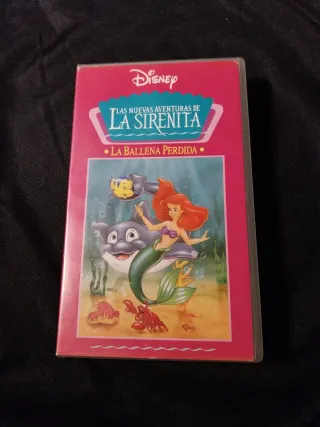 Disney
LAS NUEVAS AVENTURAS DE
LA SIRENITA
• LA BALLENA PERDIDA •